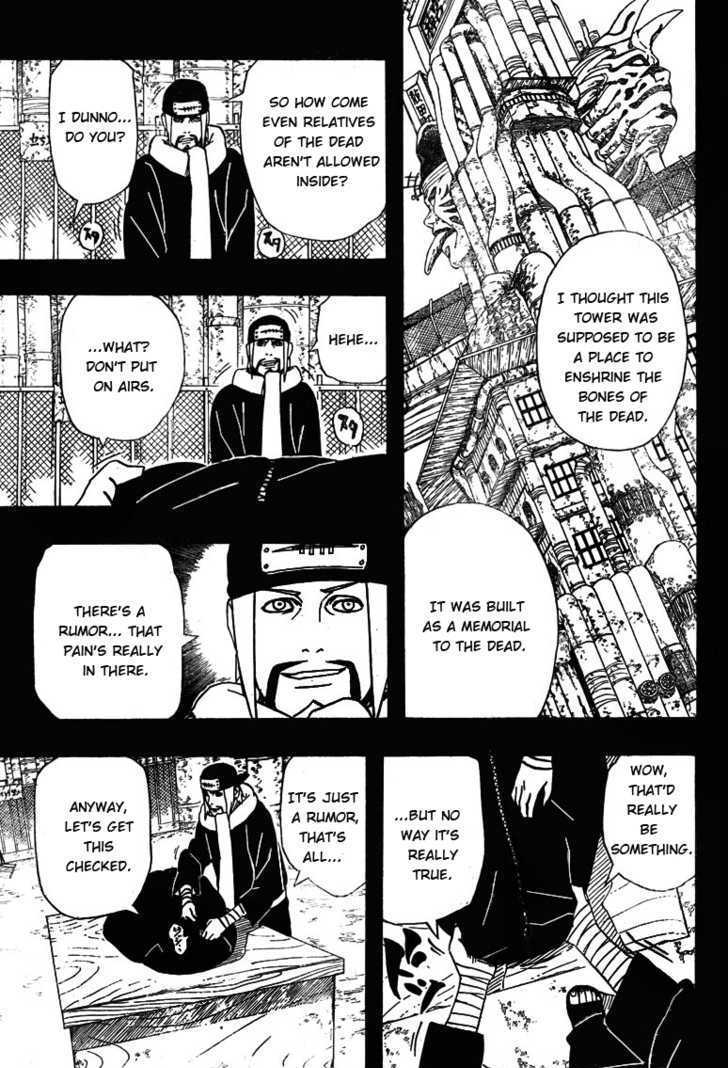 I THOUGHT THIS
TOWER WAS
SUPPOSED TO BE
A PLACE TO
ENSHRINE THE
BONES OF
THE DEAD.
IT WAS BUILT
AS A MEMORIAL
TO THE DEAD.
SO HOW COME
EVEN RELATIVES
OF THE DEAD
AREN'T ALLOWED
INSIDE?
I DUNNO...
DO YOU?
HEHE...
...WHAT?
DON'T PUT
ON AIRS.
THERE'S A
RUMOR... THAT
PAIN'S REALLY
IN THERE.
WOW,
THAT'D
REALLY
BE
SOMETHING.
...BUT NO
WAY IT'S
REALLY
TRUE.
IT'S JUST
A RUMOR,
THAT'S
ALL...
ANYWAY,
LET'S GET
THIS
CHECKED.